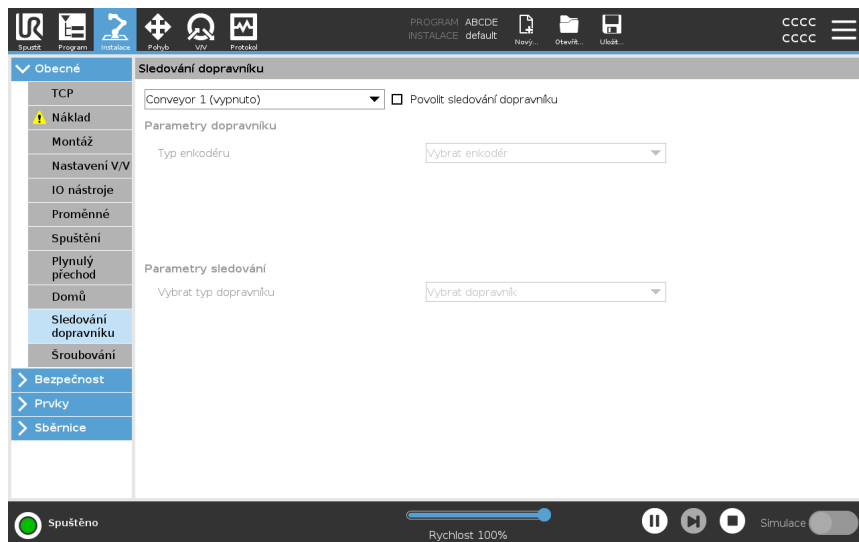 PROGRAM ABCDE
INSTALACE default
CCCC
CCCC
Spustit Program Instalace Pohyb V/V Protokol Nový... Otevřít... Uložit...
Obecné
Sledování dopravníku
TCP
Conveyor 1 (vypnuto) Povolit sledování dopravníku
Náklad
Parametry dopravníku
Montáž
Typ enkodéru Vybrat enkodér
Nastavení V/V
IO nástroje
Proměnné
Spuštění
Plynulý
přechod
Parametry sledování
Domů
Vybrat typ dopravníku Vybrat dopravník
Sledování
dopravníku
Šroubování
Bezpečnost
Prvky
Sběrnice
Spuštěno
Rychlost 100%
Simulace